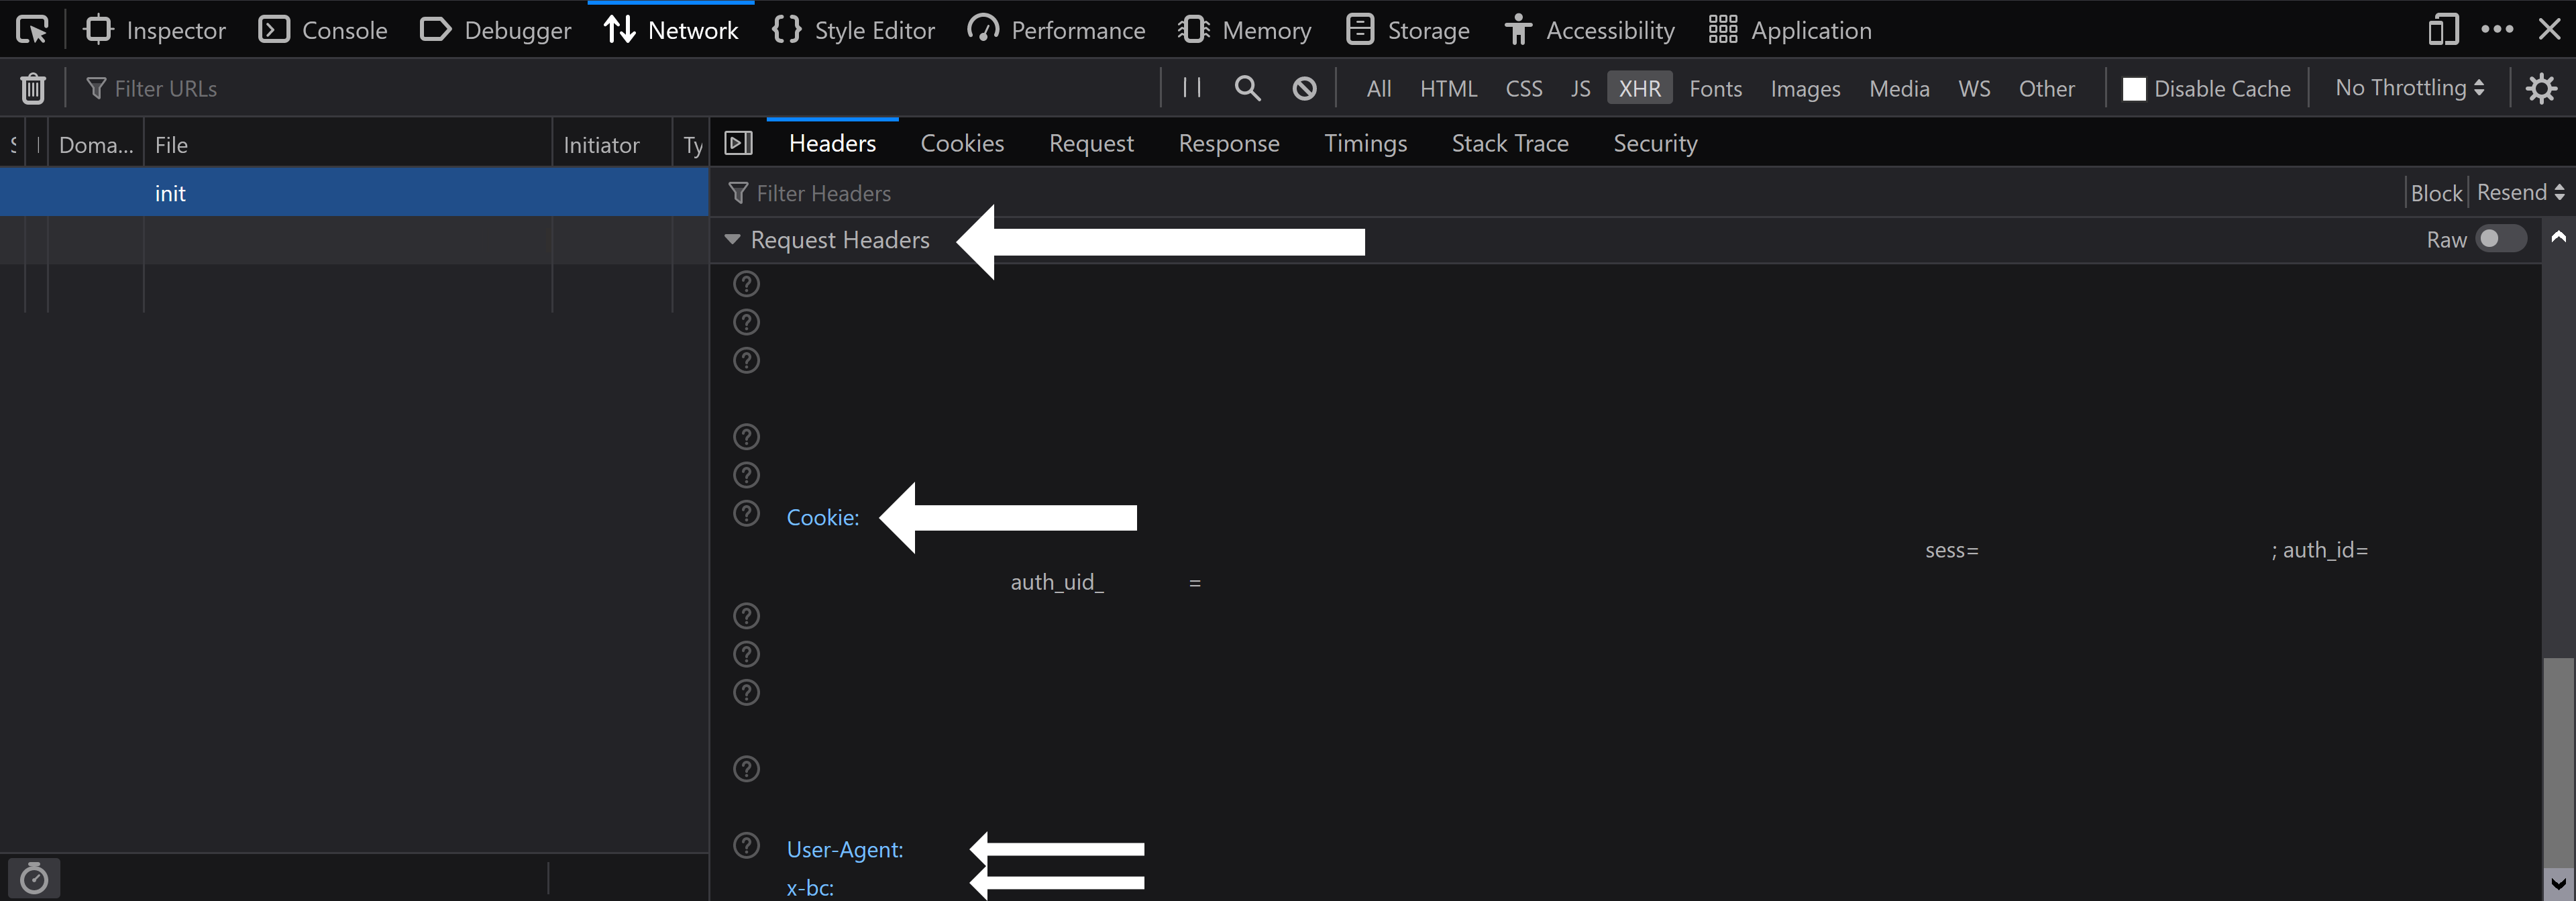 Inspector Console Debugger Network Style Editor Performance Memory Storage Accessibility Application
Filter URLs All HTML CSS JS XHR Fonts Images Media WS Other Disable Cache No Throttling
Doma... File Initiator Ty
Headers Cookies Request Response Timings Stack Trace Security
init
Filter Headers Block Resend
Request Headers Raw
Cookie:
sess= ; auth_id=
auth_uid_ =
User-Agent:
x-bc: